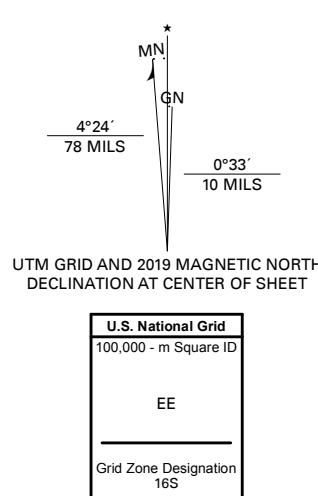 ★
MN
GN
4°24´
78 MILS
0°33´
10 MILS
UTM GRID AND 2019 MAGNETIC NORTH
DECLINATION AT CENTER OF SHEET
U.S. National Grid
100,000 - m Square ID
EE
Grid Zone Designation
16S